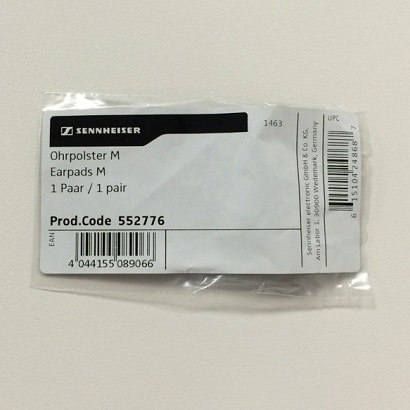 SENNHEISER
1463
Ohrpolster M
Earpads M
1 Paar / 1 pair
Prod.Code 552776
EAN
4 044155 089066
Sennheiser electronic GmbH & Co. KG,
Am Labor 1, 30900 Wedemark, Germany
UPC
6 15104 24868 7